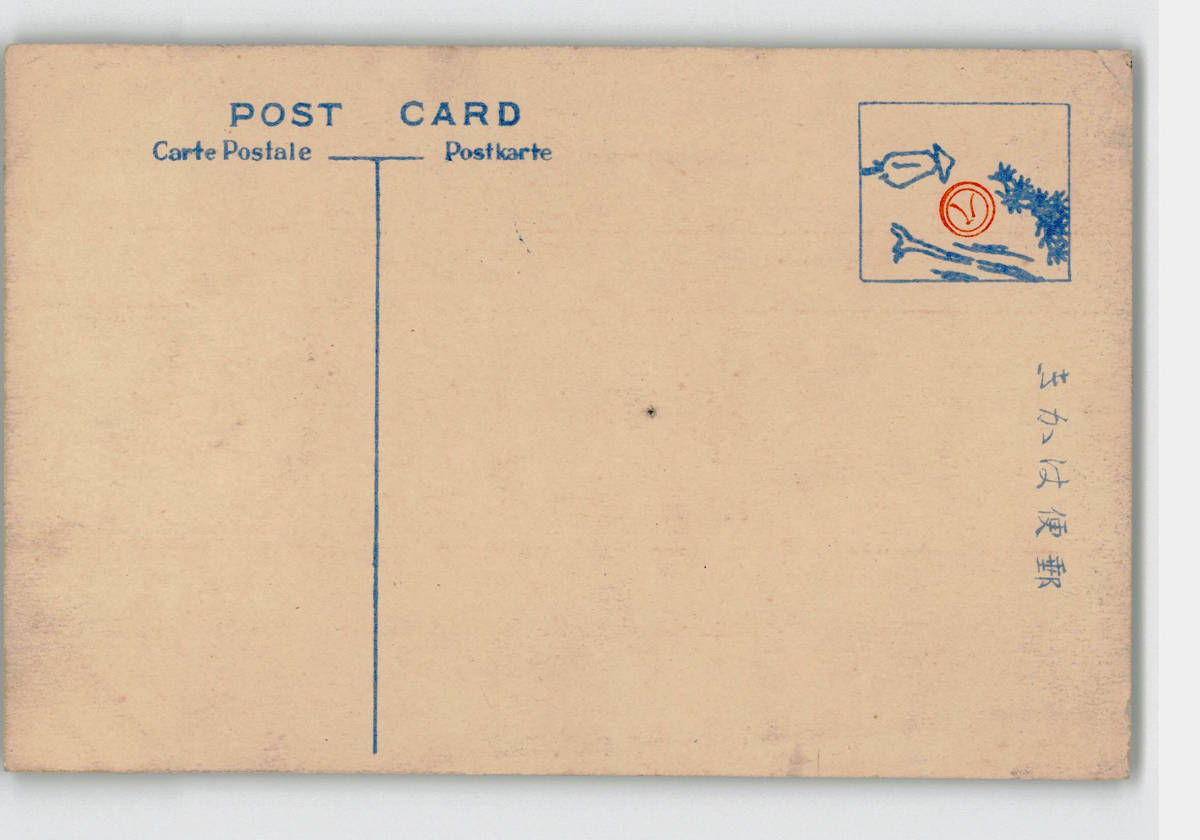 POST CARD
Carte Postale
Postkarte
郵便はかき